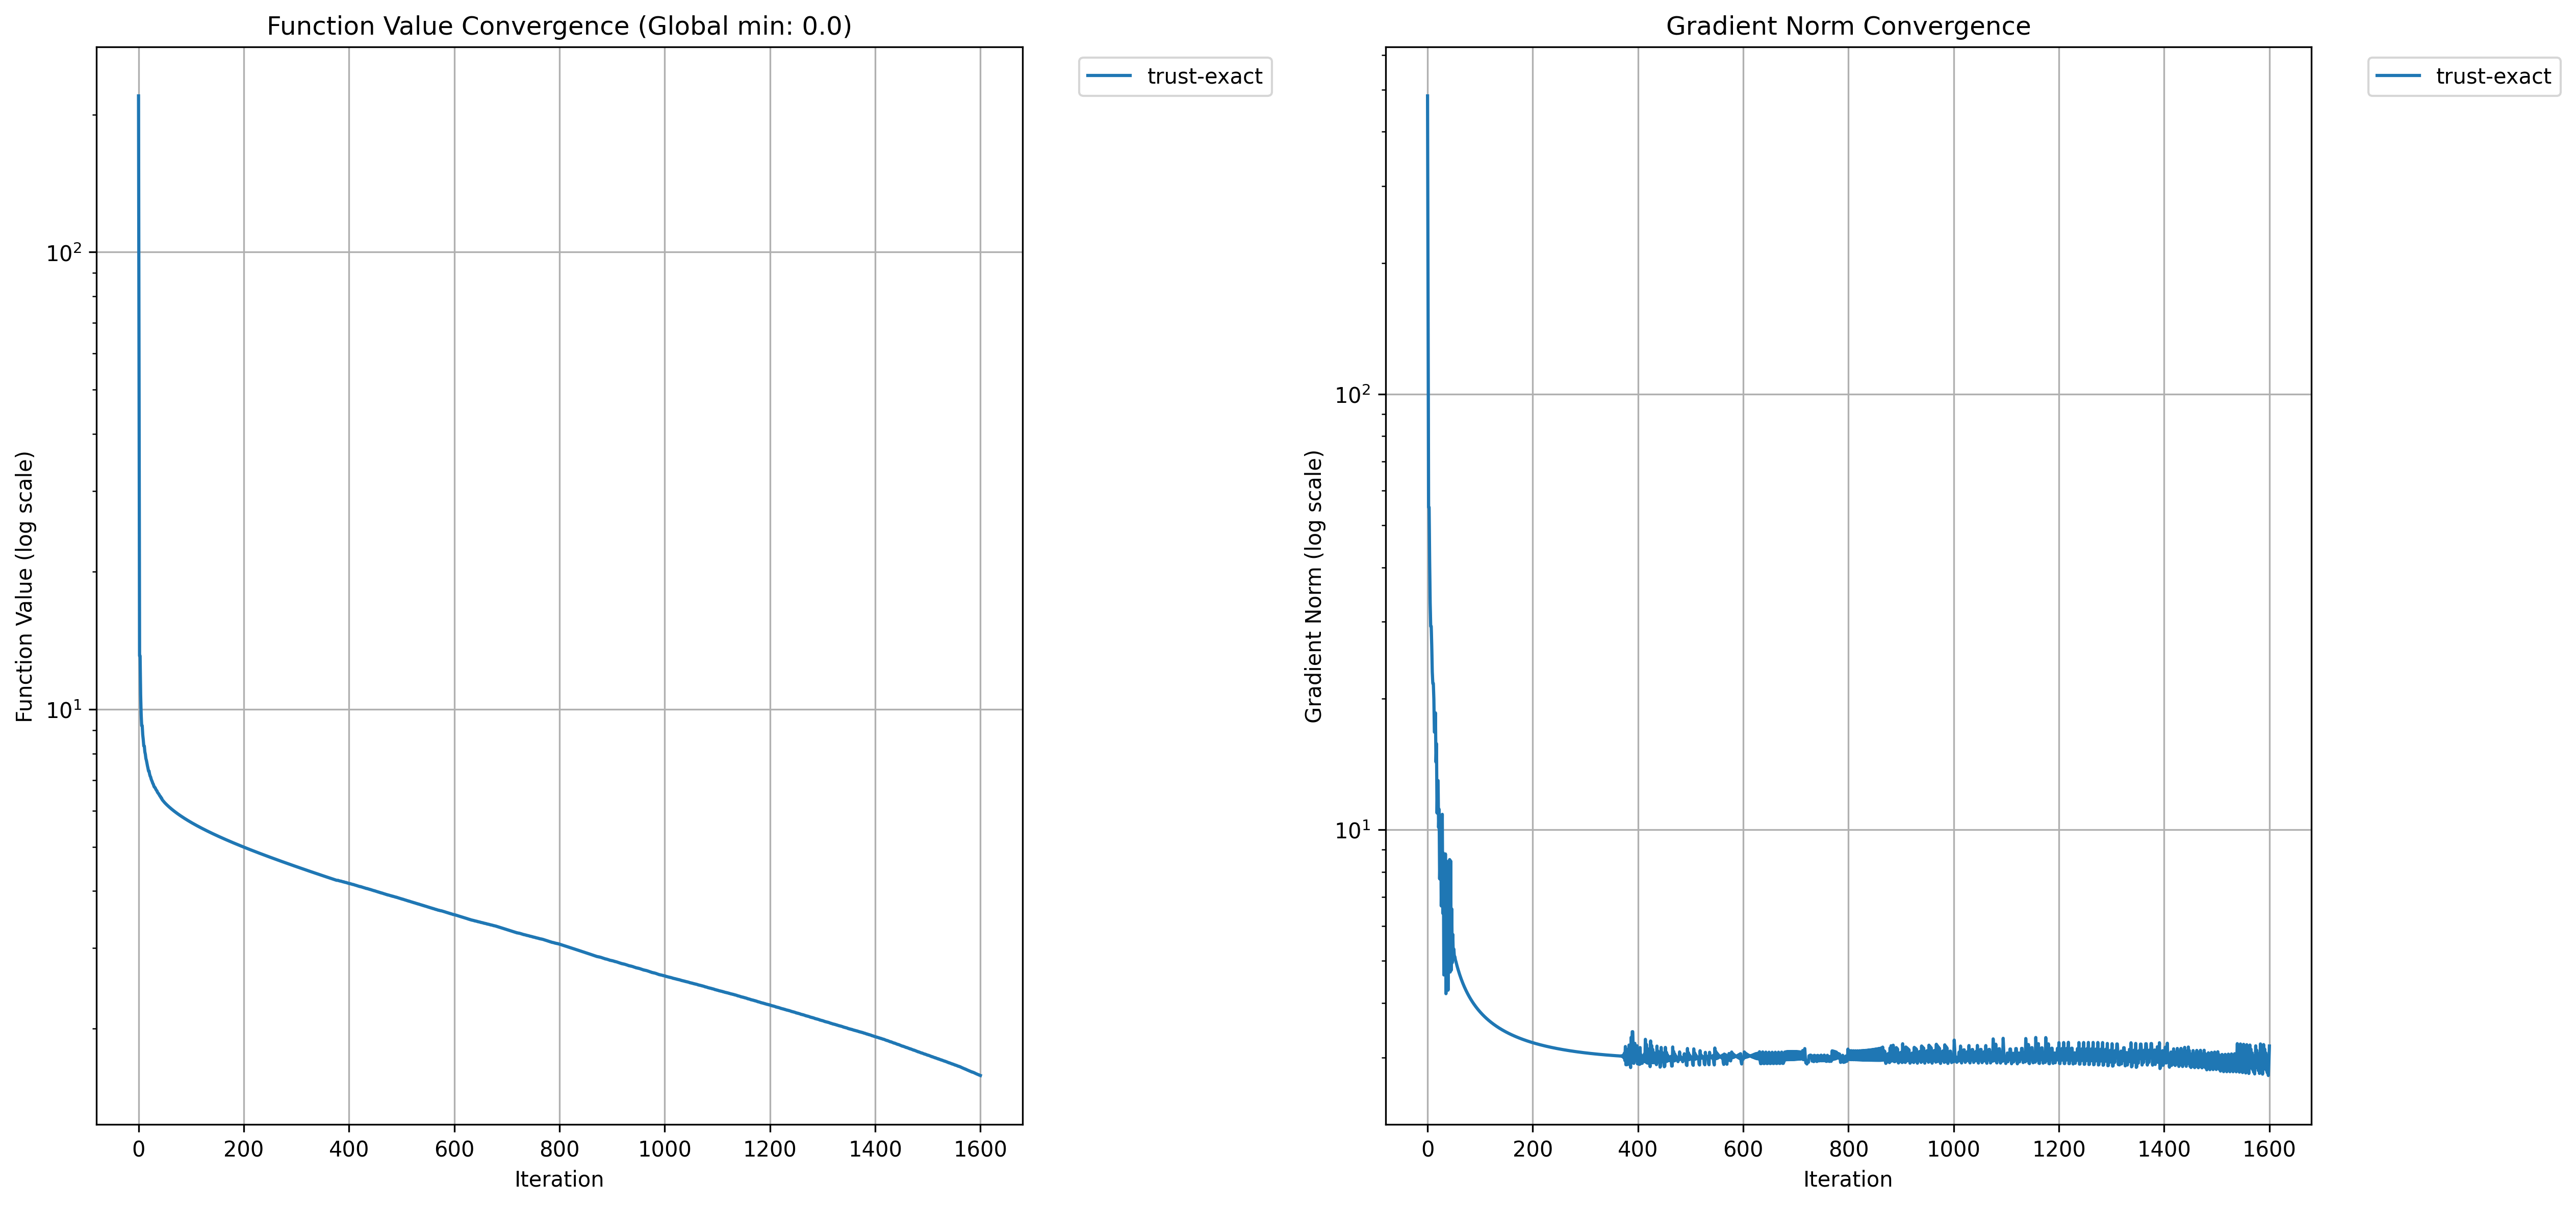 Function Value Convergence (Global min: 0.0)
trust-exact
Function Value (log scale)
10²
10¹
0 200 400 600 800 1000 1200 1400 1600
Iteration
Gradient Norm Convergence
trust-exact
Gradient Norm (log scale)
10²
10¹
0 200 400 600 800 1000 1200 1400 1600
Iteration